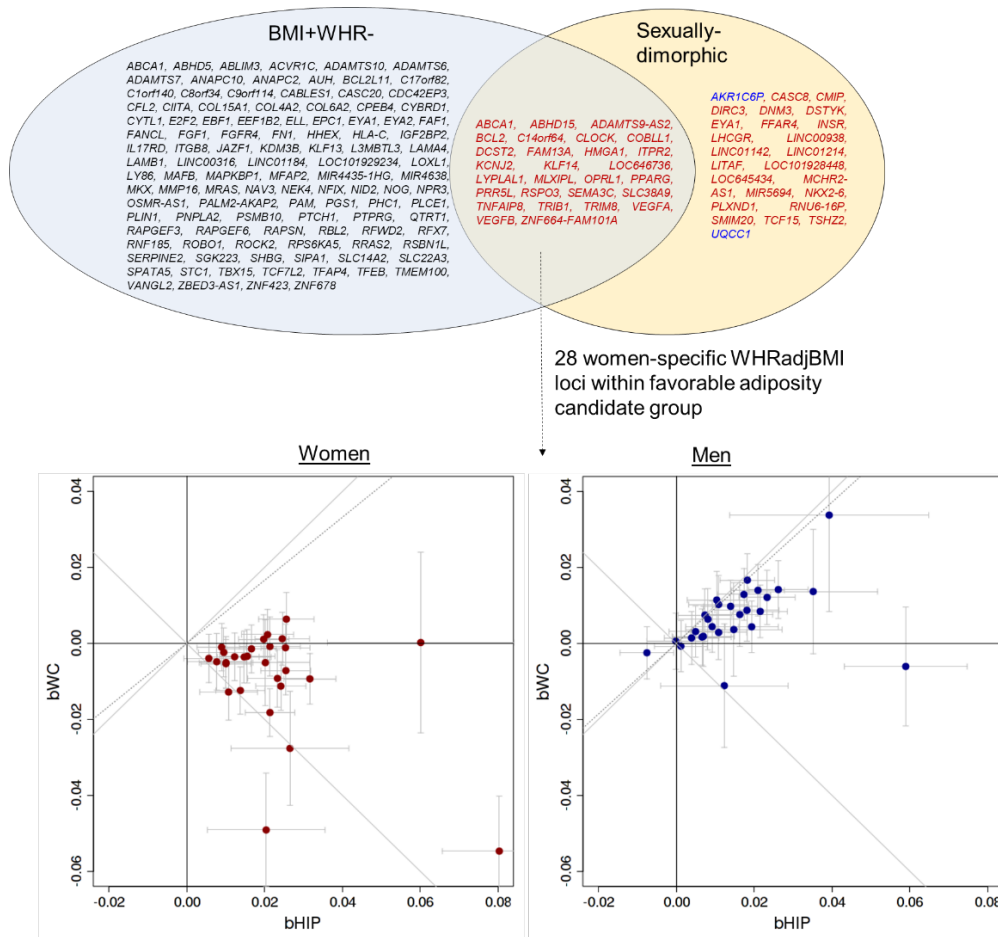 BMI+WHR-
ABCA1, ABHD5, ABLIM3, ACVR1C, ADAMTS10, ADAMTS6,
ADAMTS7, ANAPC10, ANAPC2, AUH, BCL2L11, C17orf82,
C1orf140, C8orf34, C9orf114, CABLES1, CASC20, CDC42EP3,
CFL2, CIITA, COL15A1, COL4A2, COL6A2, CPEB4, CYBRD1,
CYTL1, E2F2, EBF1, EEF1B2, ELL, EPC1, EYA1, EYA2, FAF1,
FANCL, FGF1, FGFR4, FN1, HHEX, HLA-C, IGF2BP2,
IL17RD, ITGB8, JAZF1, KDM3B, KLF13, L3MBTL3, LAMA4,
LAMB1, LINC00316, LINC01184, LOC101929234, LOXL1,
LY86, MAFB, MAPKBP1, MFAP2, MIR4435-1HG, MIR4638,
MKX, MMP16, MRAS, NAV3, NEK4, NFIX, NID2, NOG, NPR3,
OSMR-AS1, PALM2-AKAP2, PAM, PGS1, PHC1, PLCE1,
PLIN1, PNPLA2, PSMB10, PTCH1, PTPRG, QTRT1,
RAPGEF3, RAPGEF6, RAPSN, RBL2, RFWD2, RFX7,
RNF185, ROBO1, ROCK2, RPS6KA5, RRAS2, RSBN1L,
SERPINE2, SGK223, SHBG, SIPA1, SLC14A2, SLC22A3,
SPATA5, STC1, TBX15, TCF7L2, TFAP4, TFEB, TMEM100,
VANGL2, ZBED3-AS1, ZNF423, ZNF678
ABCA1, ABHD15, ADAMTS9-AS2,
BCL2, C14orf64, CLOCK, COBLL1,
DCST2, FAM13A, HMGA1, ITPR2,
KCNJ2, KLF14, LOC646736,
LYPLAL1, MLXIPL, OPRL1, PPARG,
PRR5L, RSPO3, SEMA3C, SLC38A9,
TNFAIP8, TRIB1, TRIM8, VEGFA,
VEGFB, ZNF664-FAM101A
Sexually-
dimorphic
AKR1C6P, CASC8, CMIP,
DIRC3, DNM3, DSTYK,
EYA1, FFAR4, INSR,
LHCGR, LINC00938,
LINC01142, LINC01214,
LITAF, LOC101928448,
LOC645434, MCHR2-
AS1, MIR5694, NKX2-6,
PLXND1, RNU6-16P,
SMIM20, TCF15, TSHZ2,
UQCC1
28 women-specific WHRadjBMI
loci within favorable adiposity
candidate group
Women
0.04
0.02
0.00
-0.02
-0.04
-0.06
bWC
-0.02 0.00 0.02 0.04 0.06 0.08
bHIP
Men
0.04
0.02
0.00
-0.02
-0.04
-0.06
bWC
-0.02 0.00 0.02 0.04 0.06 0.08
bHIP